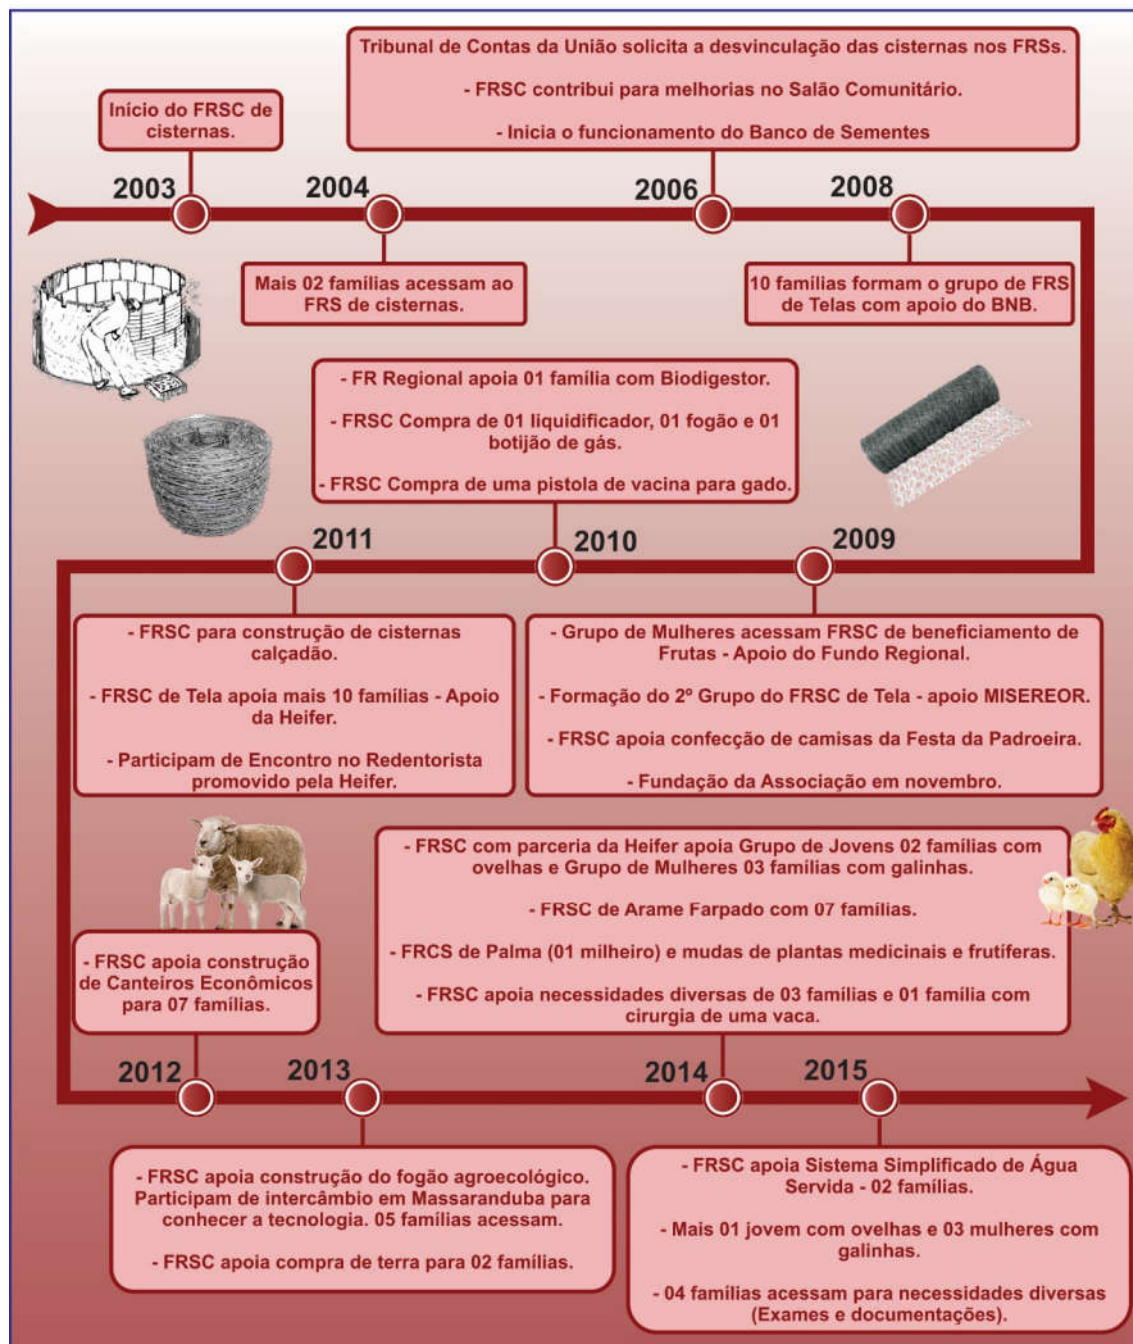 Tribunal de Contas da União solicita a desvinculação das cisternas nos FRSs.
- FRSC contribui para melhorias no Salão Comunitário.
- Inicia o funcionamento do Banco de Sementes
Início do FRSC de
cisternas.
2003
2004
2006
2008
Mais 02 famílias acessam ao
FRS de cisternas.
10 famílias formam o grupo de FRS
de Telas com apoio do BNB.
- FR Regional apoia 01 família com Biodigestor.
- FRSC Compra de 01 liquidificador, 01 fogão e 01
botijão de gás.
- FRSC Compra de uma pistola de vacina para gado.
2011
2010
2009
- FRSC para construção de cisternas
calçadão.
- FRSC de Tela apoia mais 10 famílias - Apoio
da Heifer.
- Participam de Encontro no Redentorista
promovido pela Heifer.
- Grupo de Mulheres acessam FRSC de beneficiamento de
Frutas - Apoio do Fundo Regional.
- Formação do 2º Grupo do FRSC de Tela - apoio MISEREOR.
- FRSC apoia confecção de camisas da Festa da Padroeira.
- Fundação da Associação em novembro.
- FRSC apoia construção
de Canteiros Econômicos
para 07 famílias.
- FRSC com parceria da Heifer apoia Grupo de Jovens 02 famílias com
ovelhas e Grupo de Mulheres 03 famílias com galinhas.
- FRSC de Arame Farpado com 07 famílias.
- FRCS de Palma (01 milheiro) e mudas de plantas medicinais e frutíferas.
- FRSC apoia necessidades diversas de 03 famílias e 01 família com
cirurgia de uma vaca.
2012
2013
2014
2015
- FRSC apoia construção do fogão agroecológico.
Participam de intercâmbio em Massaranduba para
conhecer a tecnologia. 05 famílias acessam.
- FRSC apoia compra de terra para 02 famílias.
- FRSC apoia Sistema Simplificado de Água
Servida - 02 famílias.
- Mais 01 jovem com ovelhas e 03 mulheres com
galinhas.
- 04 famílias acessam para necessidades diversas
(Exames e documentações).